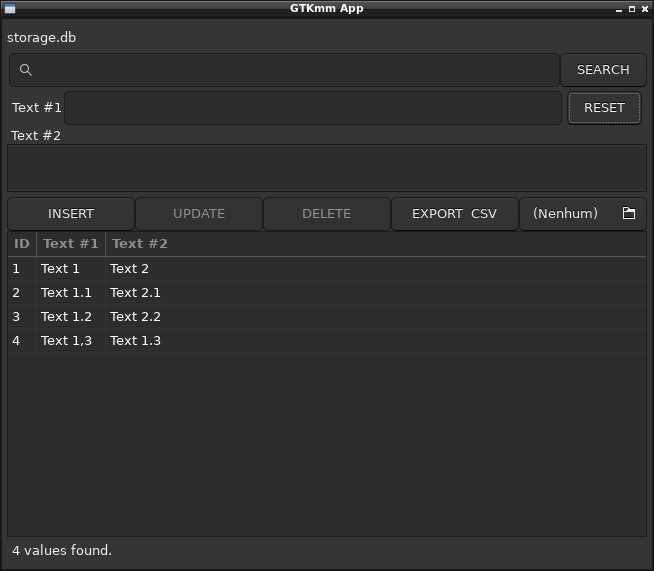 GTKmm App
storage.db
SEARCH
Text #1
RESET
Text #2
INSERT UPDATE DELETE EXPORT CSV (Nenhum)
ID Text #1 Text #2
1 Text 1 Text 2
2 Text 1.1 Text 2.1
3 Text 1.2 Text 2.2
4 Text 1,3 Text 1.3
4 values found.